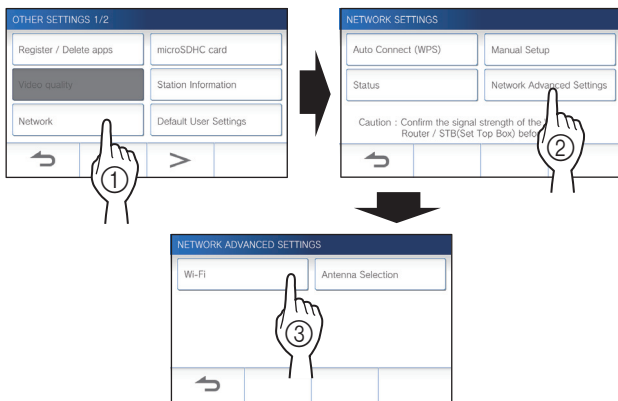 OTHER SETTINGS 1/2
Register / Delete apps
microSDHC card
Video quality
Station Information
Network
Default User Settings
>
①
NETWORK SETTINGS
Auto Connect (WPS)
Manual Setup
Status
Network Advanced Settings
Caution : Confirm the signal strength of the
Router / STB(Set Top Box)
②
NETWORK ADVANCED SETTINGS
Wi-Fi
Antenna Selection
③